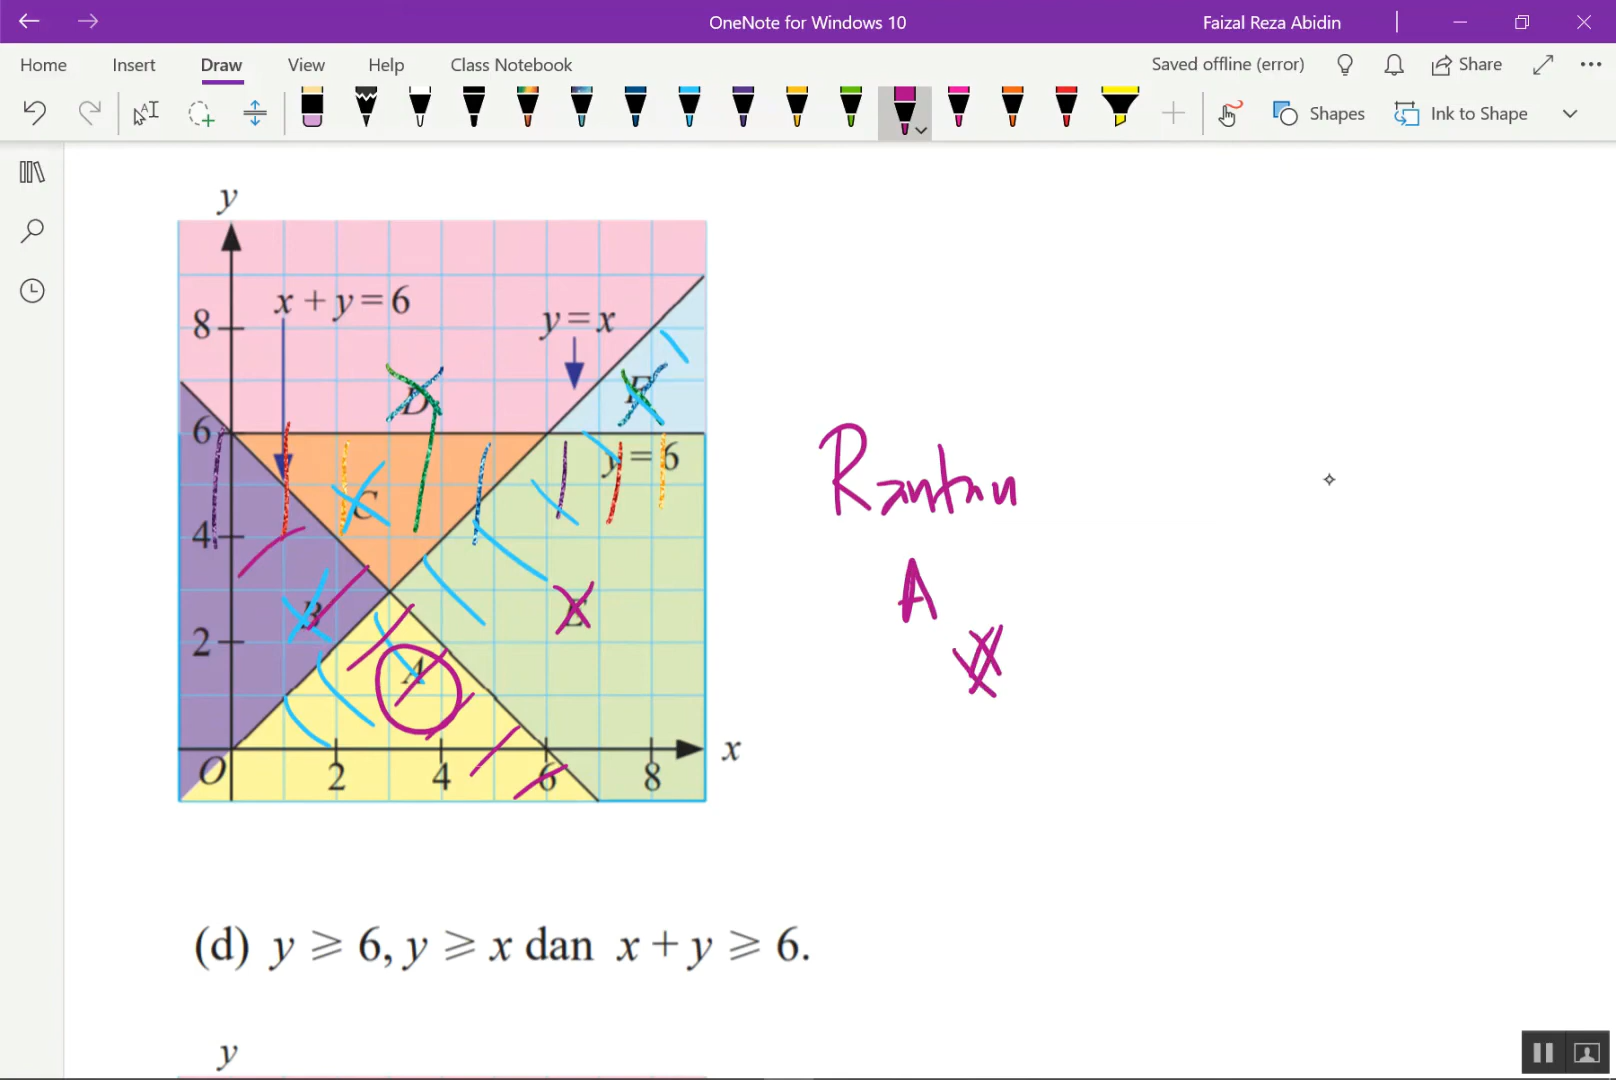 OneNote for Windows 10
Faizal Reza Abidin
Home Insert Draw View Help Class Notebook
Saved offline (error) Share
Shapes Ink to Shape
y
x + y = 6
y = x
8
D
F
6
y = 6
C
4
B
E
2
A
O 2 4 6 8 x
Rantau
A
(d) y ⩾ 6, y ⩾ x dan x + y ⩾ 6.
y